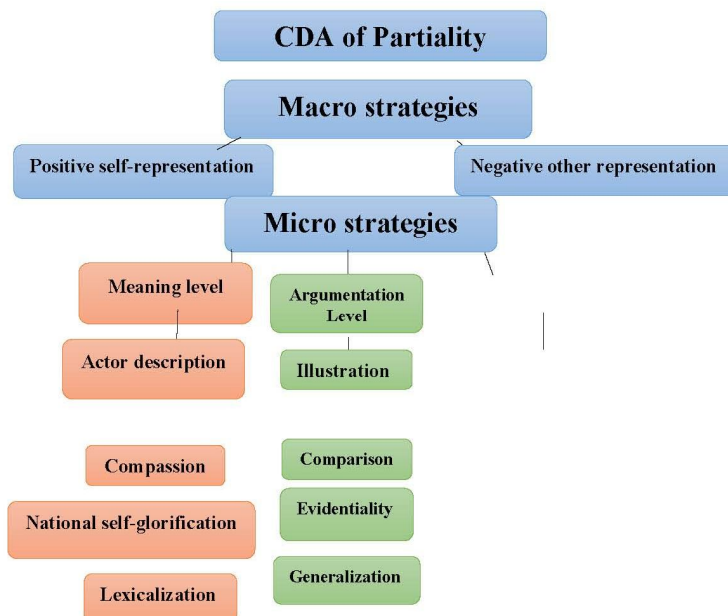 CDA of Partiality
Macro strategies
Positive self-representation
Negative other representation
Micro strategies
Meaning level
Argumentation
Level
Actor description
Illustration
Compassion
Comparison
National self-glorification
Evidentiality
Lexicalization
Generalization